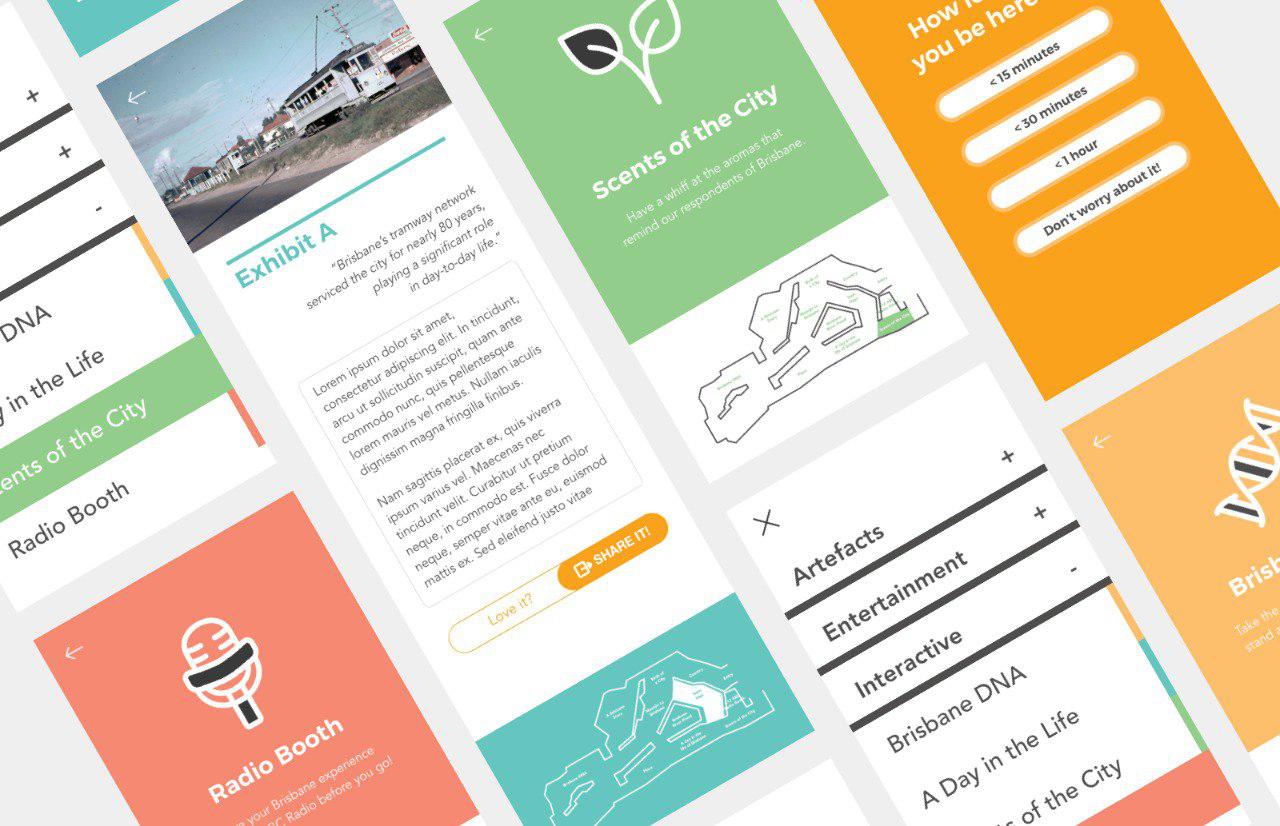 +
+
-
DNA
in the Life
Scents of the City
Radio Booth
Radio Booth
your Brisbane experience
Radio before you go!
Exhibit A
“Brisbane’s tramway network
serviced the city for nearly 80 years,
playing a significant role
in day-to-day life.”
Lorem ipsum dolor sit amet,
consectetur adipiscing elit. In tincidunt,
arcu ut sollicitudin suscipit, quam ante
commodo nunc, quis pellentesque
lorem mauris vel metus. Nullam iaculis
dignissim magna fringilla finibus.
Nam sagittis placerat ex, quis viverra
ipsum varius vel. Maecenas nec
tincidunt velit. Curabitur ut pretium
neque, in commodo est. Fusce dolor
neque, semper vitae ante eu, euismod
mattis ex. Sed eleifend justo vitae
Love it?
SHARE IT!
Scents of the City
Have a whiff at the aromas that
remind our respondents of Brisbane.
Scents of the City
How
you be here
< 15 minutes
< 30 minutes
< 1 hour
Don't worry about it!
Artefacts +
Entertainment +
Interactive -
Brisbane DNA
A Day in the Life
of the City
Take the
stand